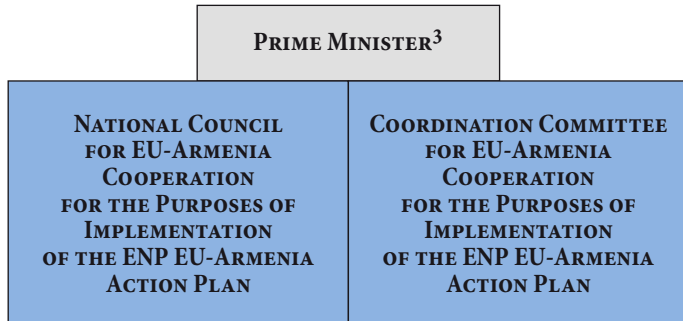 Prime Minister³
National Council
for EU-Armenia
Cooperation
for the Purposes of
Implementation
of the ENP EU-Armenia
Action Plan
Coordination Committee
for EU-Armenia
Cooperation
for the Purposes of
Implementation
of the ENP EU-Armenia
Action Plan